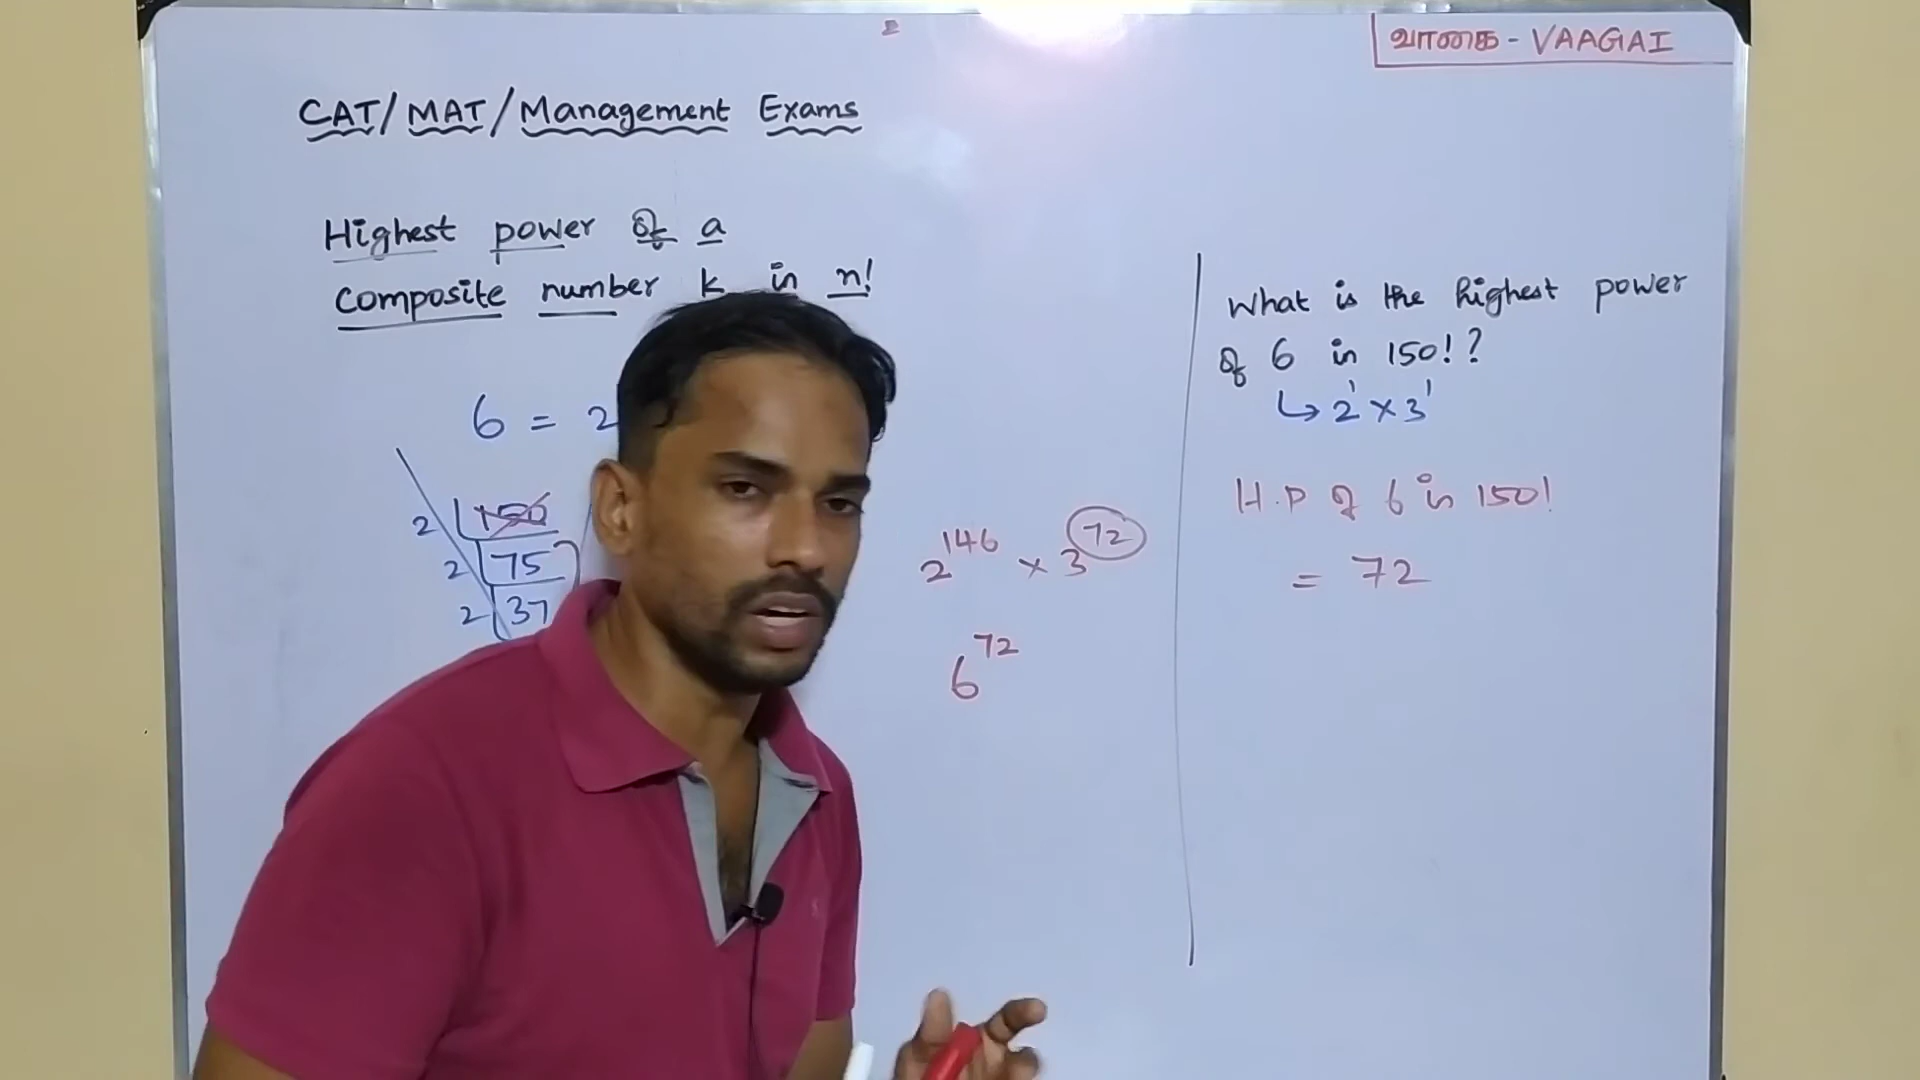 வாகை - VAAGAI
CAT/MAT/Management Exams
Highest power of a
composite number k in n!
6 = 2
2 150
2 75
2 37
2^146 × 3^72
6^72
What is the highest power
of 6 in 150!?
↳ 2^1 × 3^1
H.P of 6 in 150!
= 72